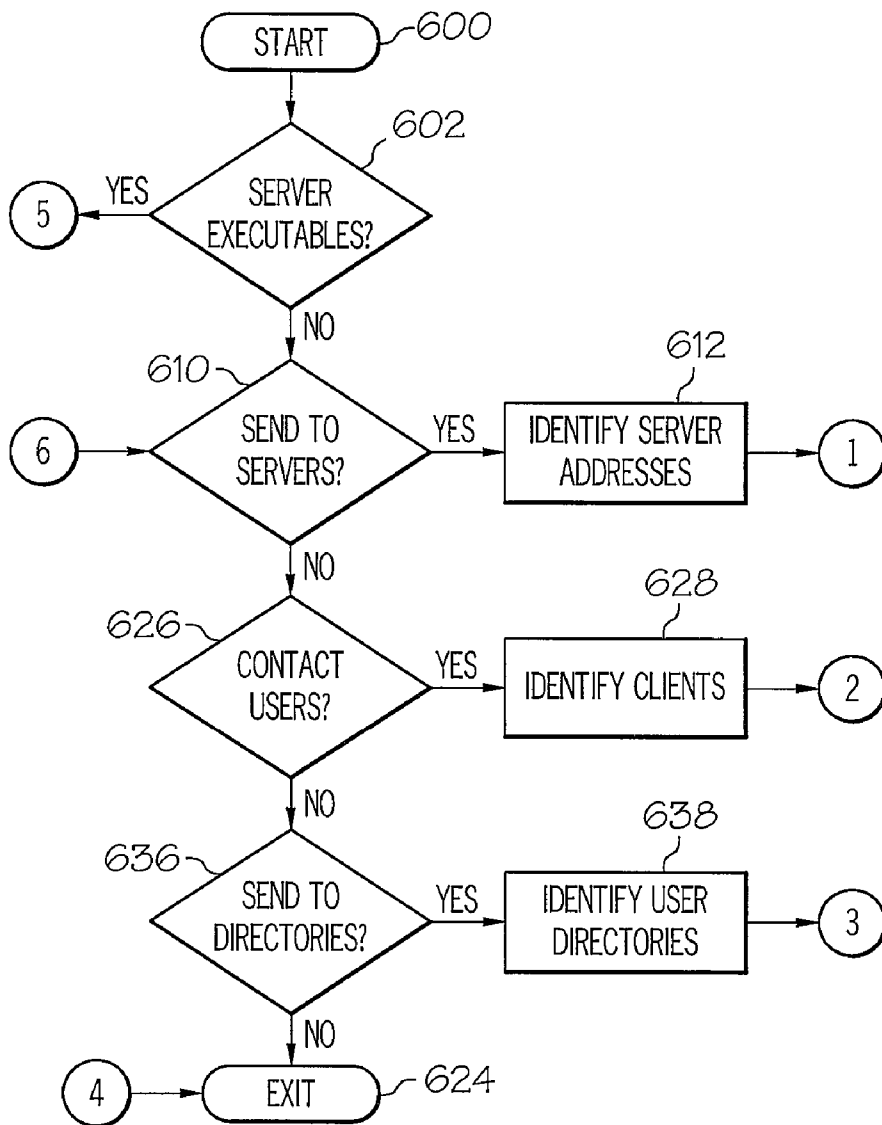 START
600
602
SERVER
EXECUTABLES?
YES
5
NO
610
612
6
SEND TO
SERVERS?
YES
IDENTIFY SERVER
ADDRESSES
1
NO
626
628
CONTACT
USERS?
YES
IDENTIFY CLIENTS
2
NO
636
638
SEND TO
DIRECTORIES?
YES
IDENTIFY USER
DIRECTORIES
3
NO
4
EXIT
624